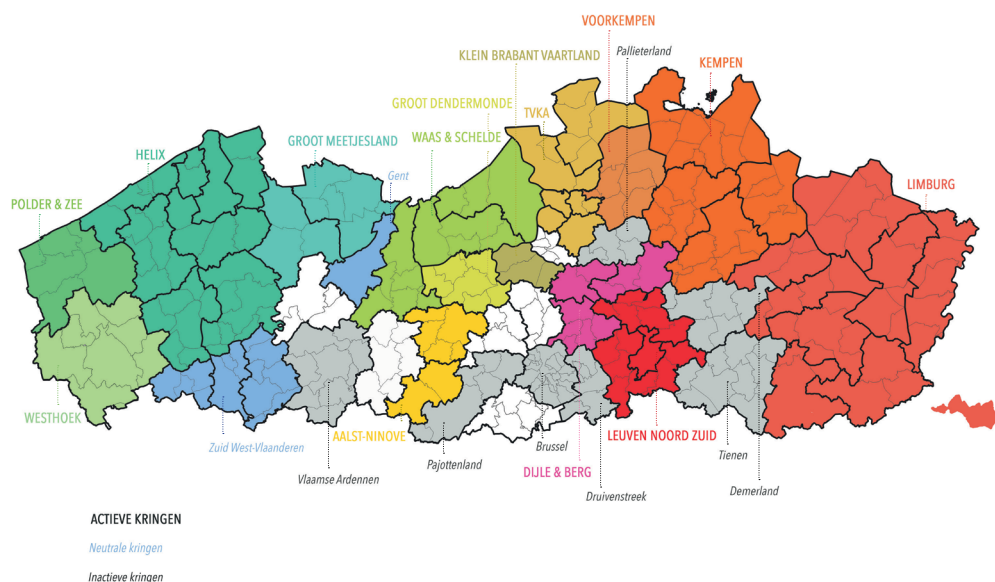 VOORKEMPEN
Pallieterland
KLEIN BRABANT VAARTLAND
KEMPEN
GROOT DENDERMONDE
TVKA
WAAS & SCHELDE
GROOT MEETJESLAND
HELIX
Gent
LIMBURG
POLDER & ZEE
WESTHOEK
AALST-NINOVE
LEUVEN NOORD ZUID
Zuid West-Vlaanderen
Brussel
Tienen
Pajottenland
DIJLE & BERG
Vlaamse Ardennen
Demerland
Druivenstreek
ACTIEVE KRINGEN
Neutrale kringen
Inactieve kringen